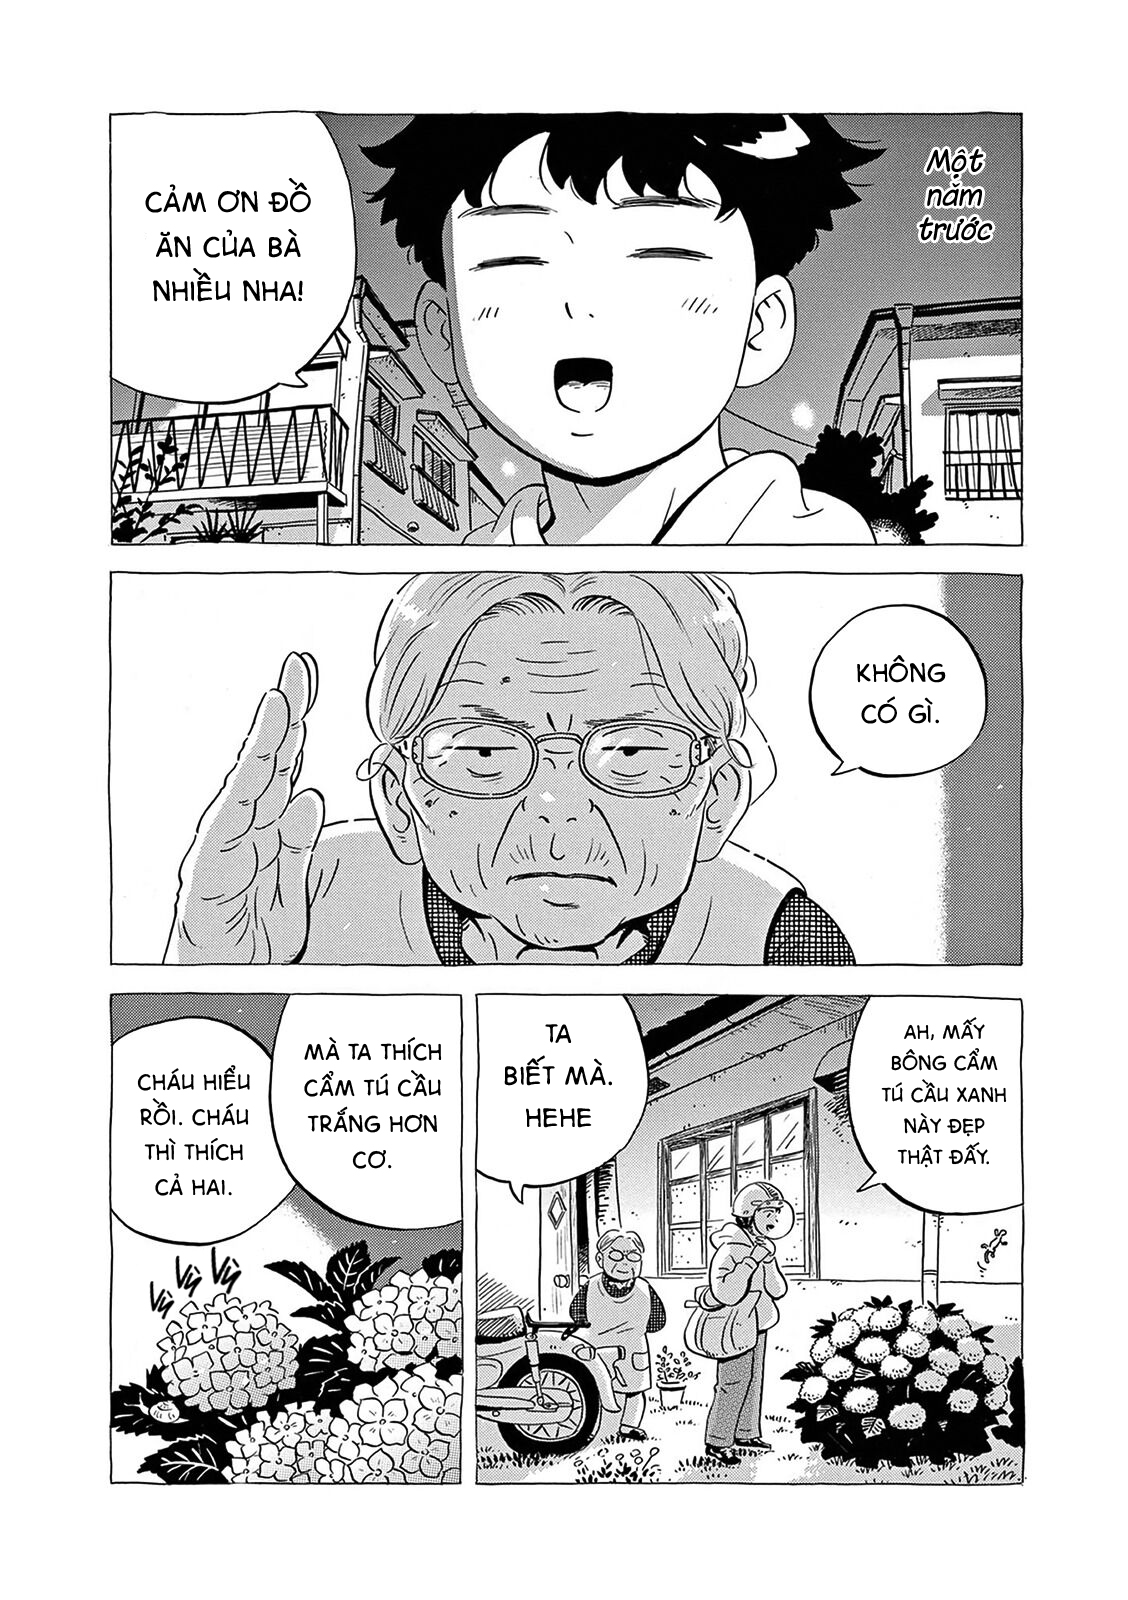 Một
năm
trước
CẢM ƠN ĐỒ
ĂN CỦA BÀ
NHIỀU NHA!
KHÔNG
CÓ GÌ.
AH, MẤY
BÔNG CẨM
TÚ CẦU XANH
NÀY ĐẸP
THẬT ĐẤY.
TA
BIẾT MÀ.
HEHE
MÀ TA THÍCH
CẨM TÚ CẦU
TRẮNG HƠN
CƠ.
CHÁU HIỂU
RỒI. CHÁU
THÌ THÍCH
CẢ HAI.
Vù Vù Vù